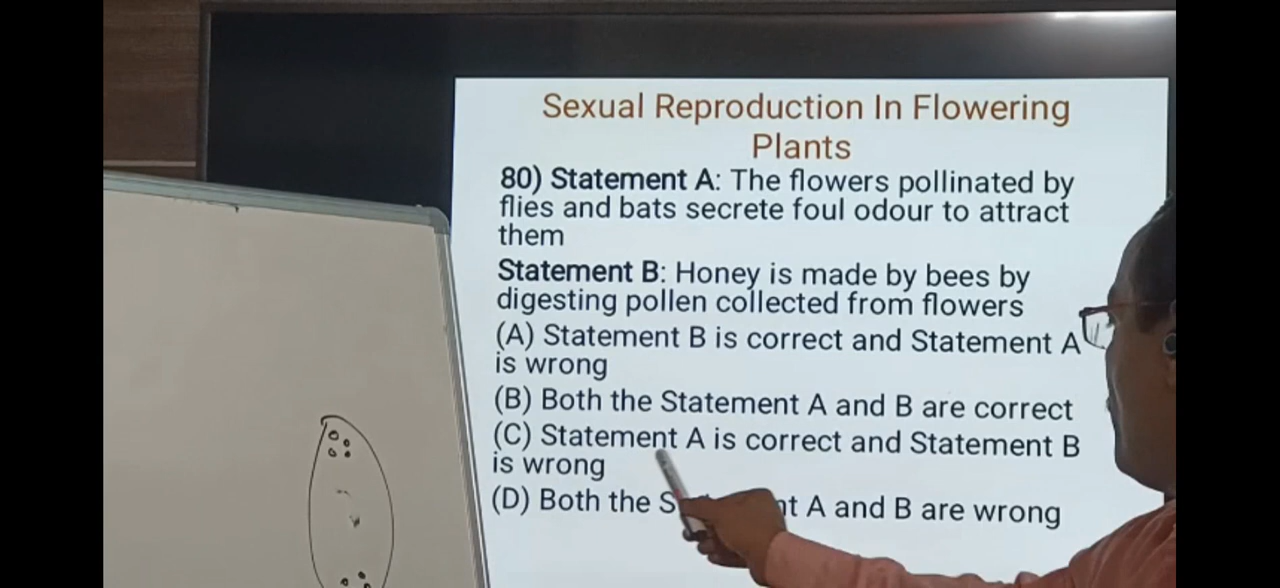 Sexual Reproduction In Flowering
Plants
80) Statement A: The flowers pollinated by
flies and bats secrete foul odour to attract
them
Statement B: Honey is made by bees by
digesting pollen collected from flowers
(A) Statement B is correct and Statement A
is wrong
(B) Both the Statement A and B are correct
(C) Statement A is correct and Statement B
is wrong
(D) Both the S nt A and B are wrong